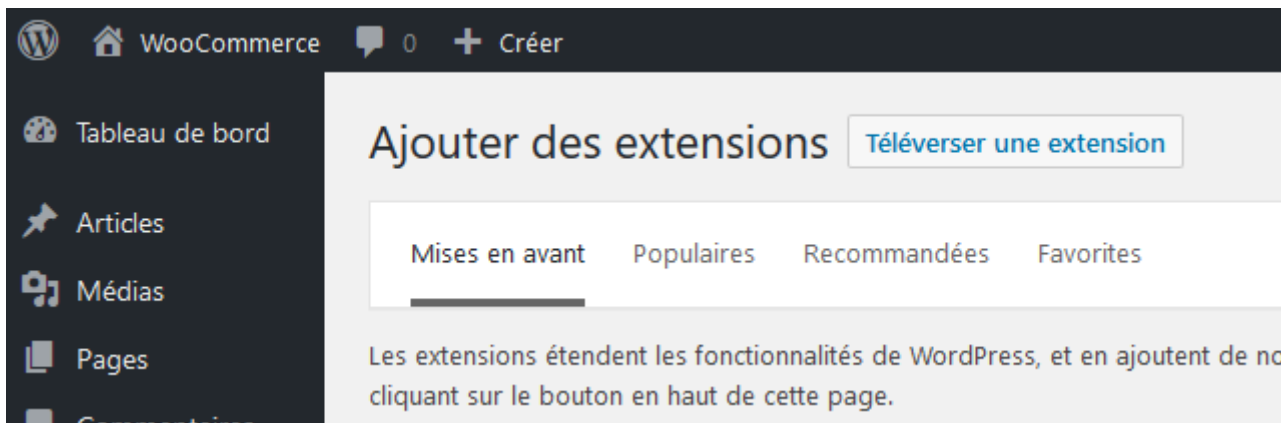 WooCommerce 0 Créer
Tableau de bord
Ajouter des extensions Téléverser une extension
Articles
Mises en avant Populaires Recommandées Favorites
Médias
Pages
Les extensions étendent les fonctionnalités de WordPress, et en ajoutent de
cliquant sur le bouton en haut de cette page.